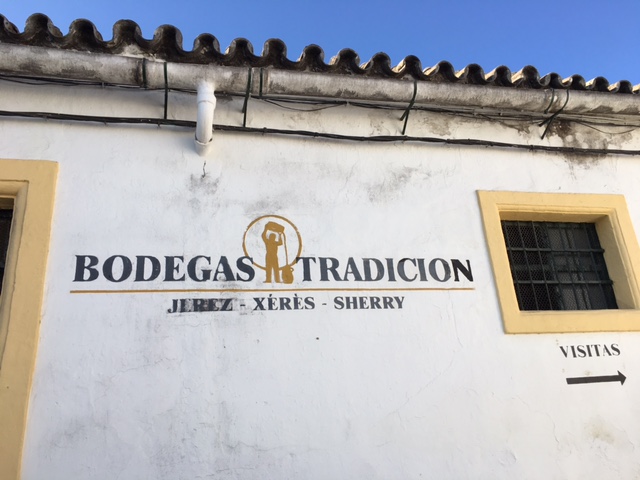 BODEGAS TRADICION
JEREZ - XÉRÈS - SHERRY
VISITAS